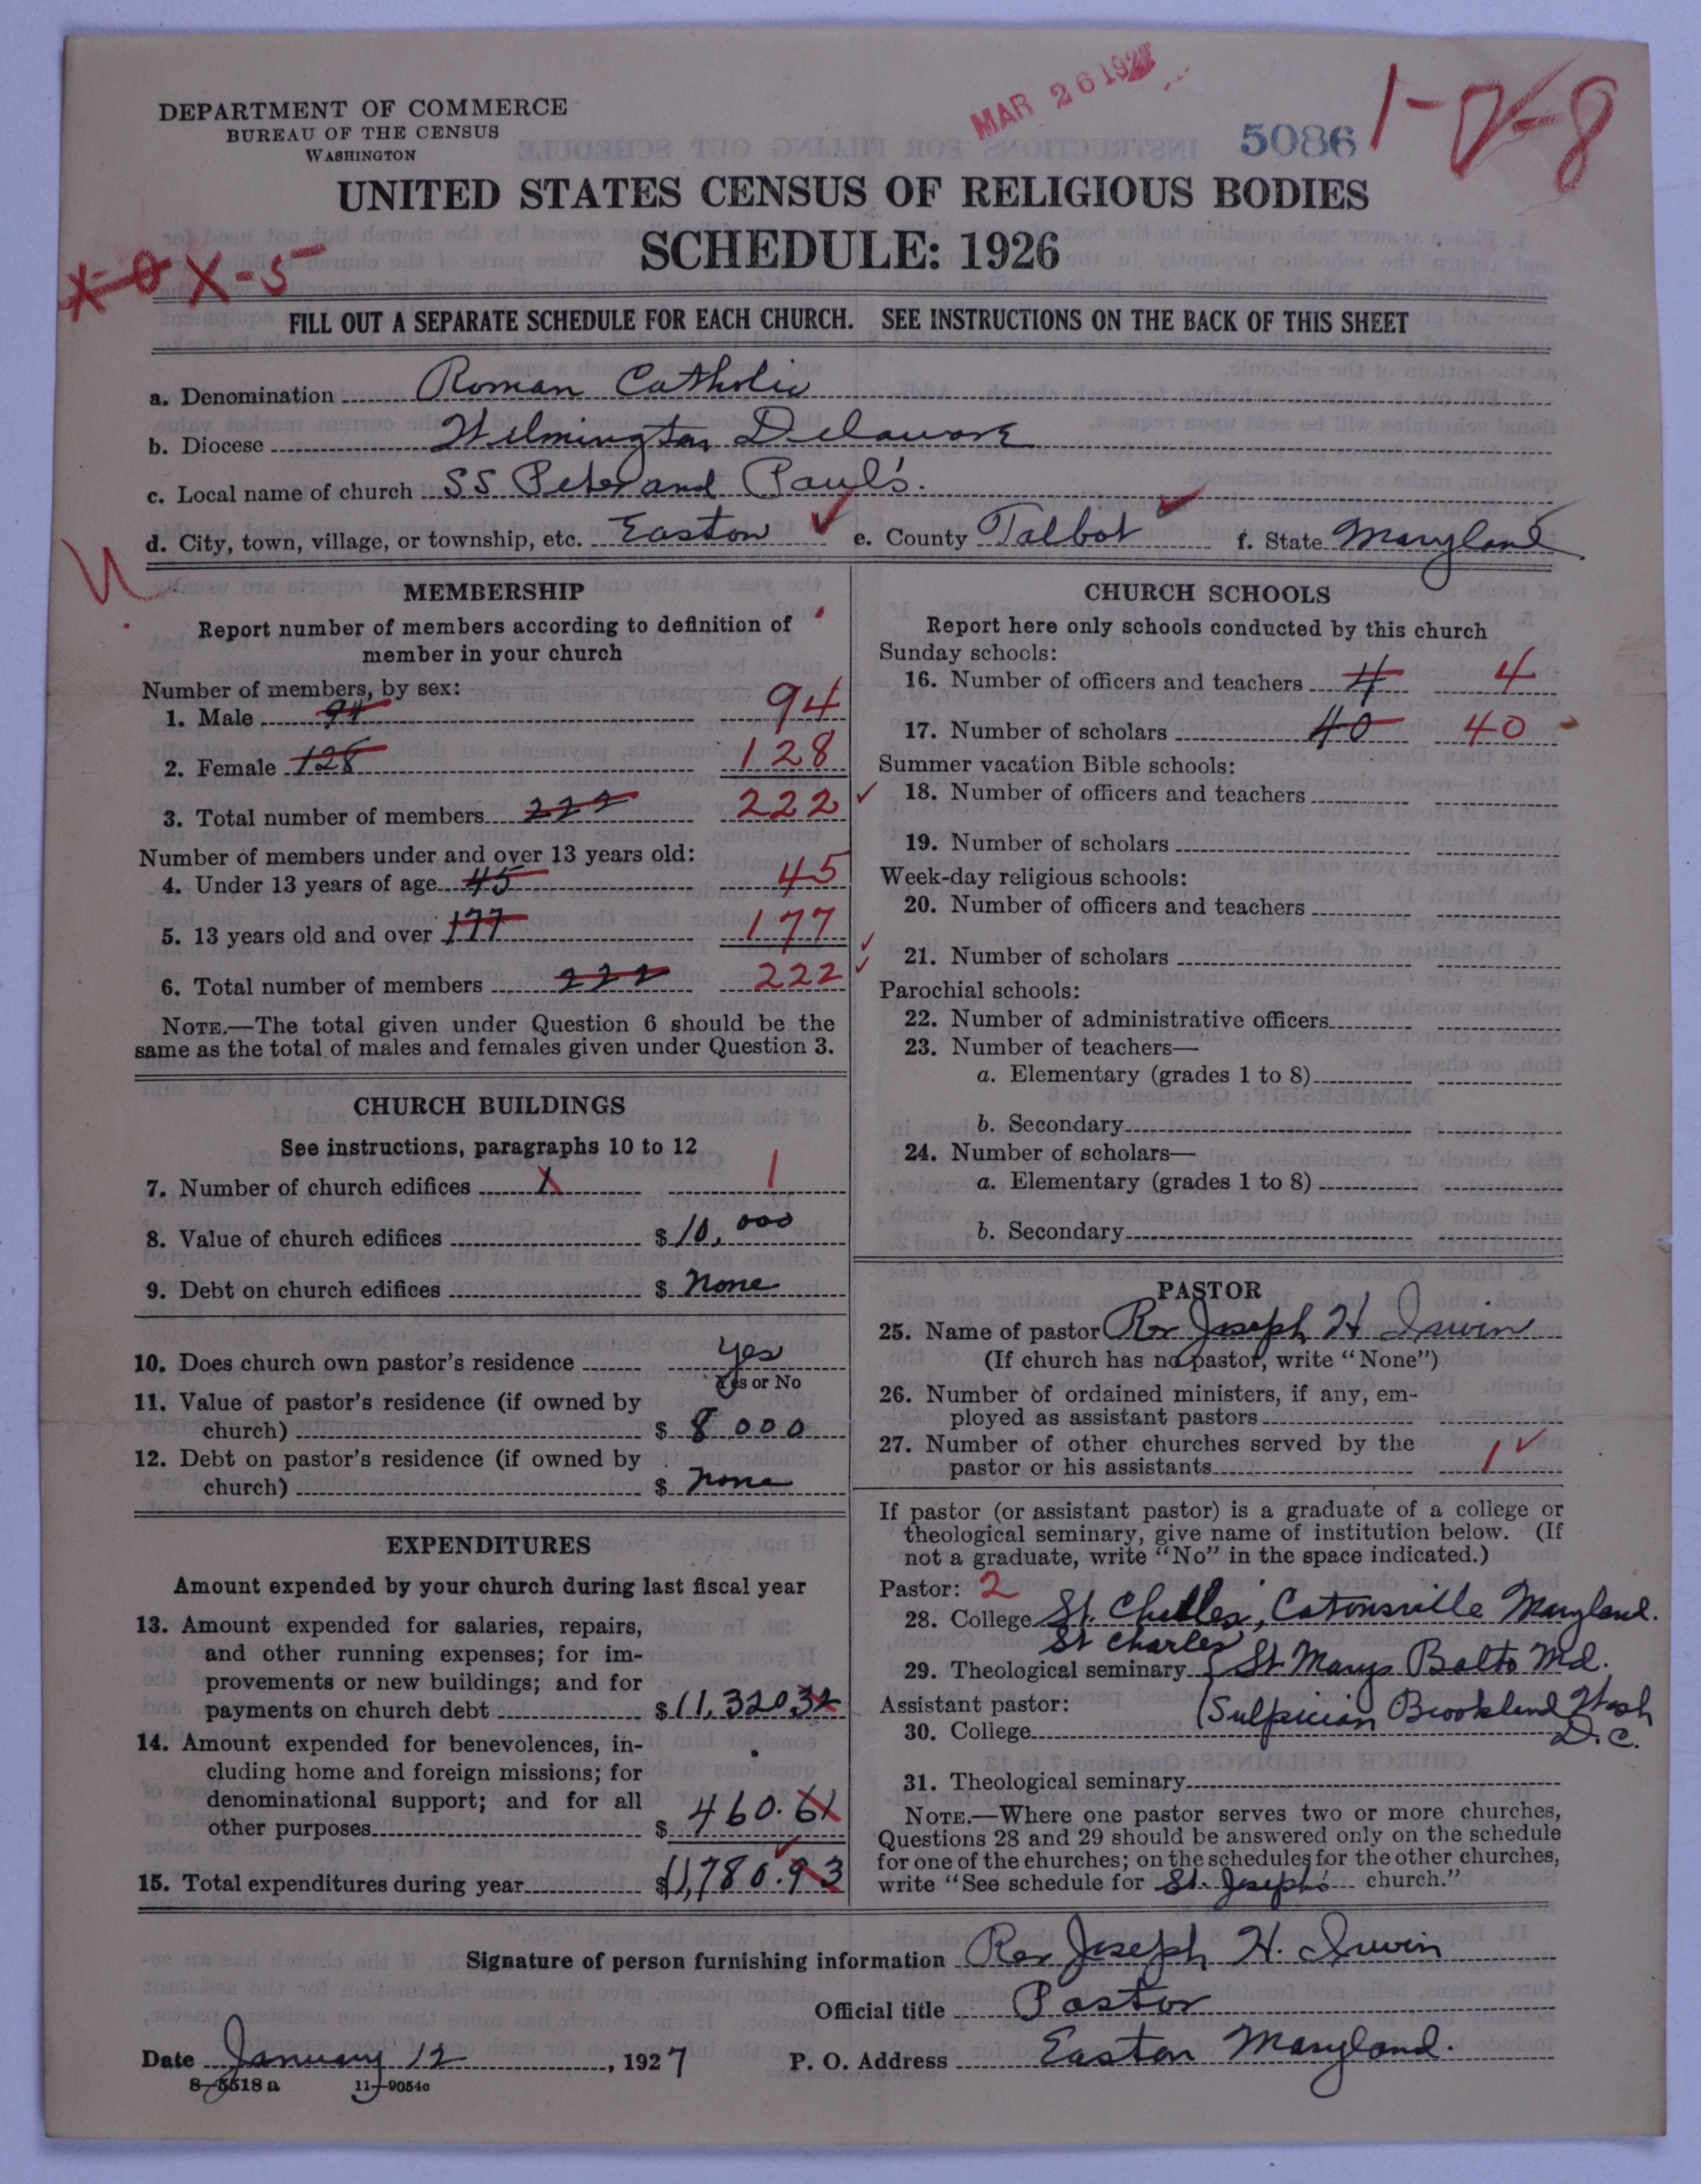 DEPARTMENT OF COMMERCE
BUREAU OF THE CENSUS
WASHINGTON
MAR 26 192
5086
1-2-8
UNITED STATES CENSUS OF RELIGIOUS BODIES
SCHEDULE: 1926
X-0 X-5
FILL OUT A SEPARATE SCHEDULE FOR EACH CHURCH. SEE INSTRUCTIONS ON THE BACK OF THIS SHEET
a. Denomination Roman Catholic
b. Diocese Wilmington Delaware
c. Local name of church SS Peter and Paul's.
d. City, town, village, or township, etc. Easton ✓ e. County Talbot ✓ f. State Maryland
MEMBERSHIP
Report number of members according to definition of
member in your church
Number of members, by sex:
1. Male 94 94
2. Female 128 128
3. Total number of members 222 222 ✓
Number of members under and over 13 years old:
4. Under 13 years of age 45 45
5. 13 years old and over 177 177 ✓
6. Total number of members 222 222 ✓
NOTE.—The total given under Question 6 should be the
same as the total of males and females given under Question 3.
CHURCH BUILDINGS
See instructions, paragraphs 10 to 12
7. Number of church edifices 1 1
8. Value of church edifices $ 10,000
9. Debt on church edifices $ None
10. Does church own pastor's residence Yes
Yes or No
11. Value of pastor's residence (if owned by
church) $ 8000
12. Debt on pastor's residence (if owned by
church) $ None
EXPENDITURES
Amount expended by your church during last fiscal year
13. Amount expended for salaries, repairs,
and other running expenses; for im-
provements or new buildings; and for
payments on church debt $ 11,320 32
14. Amount expended for benevolences, in-
cluding home and foreign missions; for
denominational support; and for all
other purposes $ 460.61
15. Total expenditures during year $ 11,780.93
CHURCH SCHOOLS
Report here only schools conducted by this church
Sunday schools:
16. Number of officers and teachers 4 4
17. Number of scholars 40 40
Summer vacation Bible schools:
18. Number of officers and teachers
19. Number of scholars
Week-day religious schools:
20. Number of officers and teachers
21. Number of scholars
Parochial schools:
22. Number of administrative officers
23. Number of teachers—
a. Elementary (grades 1 to 8)
b. Secondary
24. Number of scholars—
a. Elementary (grades 1 to 8)
b. Secondary
PASTOR
25. Name of pastor Rev Joseph H Irwin
(If church has no pastor, write "None")
26. Number of ordained ministers, if any, em-
ployed as assistant pastors
27. Number of other churches served by the
pastor or his assistants 1 ✓
If pastor (or assistant pastor) is a graduate of a college or
theological seminary, give name of institution below. (If
not a graduate, write "No" in the space indicated.)
Pastor: 2
28. College St. Catonsville Maryland.
St Charles
29. Theological seminary St Marys Balto Md.
Assistant pastor:
Sulpician Brookland Wash
30. College D.C.
31. Theological seminary
NOTE.—Where one pastor serves two or more churches,
Questions 28 and 29 should be answered only on the schedule
for one of the churches; on the schedules for the other churches,
write "See schedule for St. Joseph's church."
Signature of person furnishing information Rev Joseph H. Irwin
Official title Pastor
Date January 12, 1927 P. O. Address Easton Maryland.
8-5518 a 11-9054c